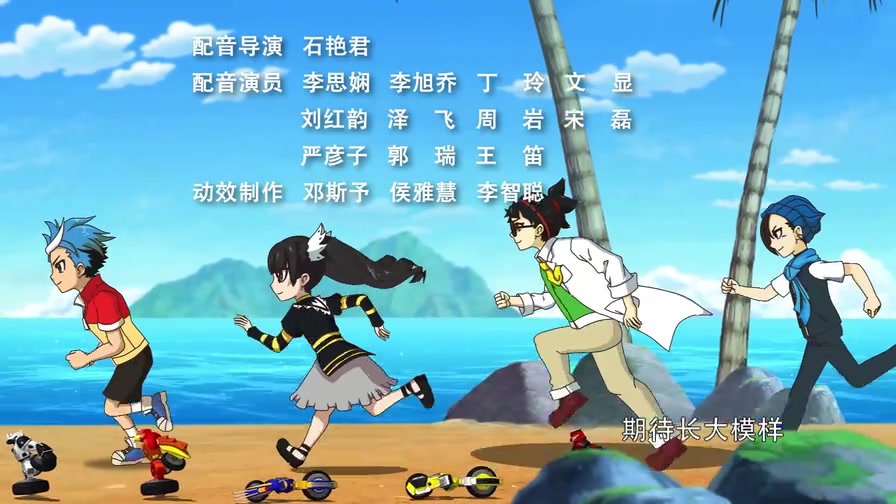 配音导演 石艳君
配音演员 李思娴 李旭乔 丁 玲 文 显
刘红韵 泽 飞 周 岩 宋 磊
严彦子 郭 瑞 王 笛
动效制作 邓斯予 侯雅慧 李智聪
期待长大模样